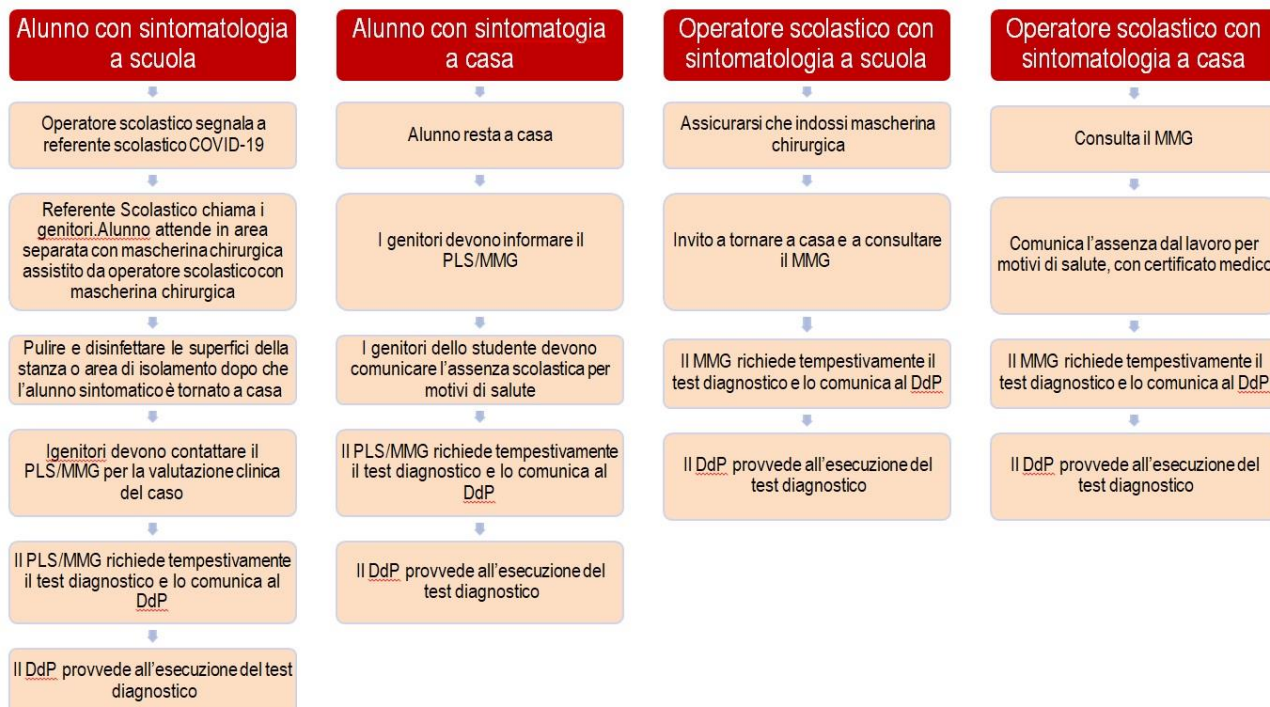 Alunno con sintomatologia
a scuola
Operatore scolastico segnala a
referente scolastico COVID-19
Referente Scolastico chiama i
genitori.Alunno attende in area
separata con mascherina chirurgica
assistito da operatore scolastico con
mascherina chirurgica
Pulire e disinfettare le superfici della
stanza o area di isolamento dopo che
l'alunno sintomatico è tornato a casa
Igenitori devono contattare il
PLS/MMG per la valutazione clinica
del caso
Il PLS/MMG richiede tempestivamente
il test diagnostico e lo comunica al
DdP
Il DdP provvede all'esecuzione del test
diagnostico
Alunno con sintomatogia
a casa
Alunno resta a casa
I genitori devono informare il
PLS/MMG
I genitori dello studente devono
comunicare l'assenza scolastica per
motivi di salute
Il PLS/MMG richiede tempestivamente
il test diagnostico e lo comunica al
DdP
Il DdP provvede all'esecuzione del
test diagnostico
Operatore scolastico con
sintomatologia a scuola
Assicurarsi che indossi mascherina
chirurgica
Invito a tornare a casa e a consultare
il MMG
Il MMG richiede tempestivamente il
test diagnostico e lo comunica al DdP
Il DdP provvede all'esecuzione del
test diagnostico
Operatore scolastico con
sintomatologia a casa
Consulta il MMG
Comunica l'assenza dal lavoro per
motivi di salute, con certificato medico
Il MMG richiede tempestivamente il
test diagnostico e lo comunica al DdP
Il DdP provvede all'esecuzione del
test diagnostico